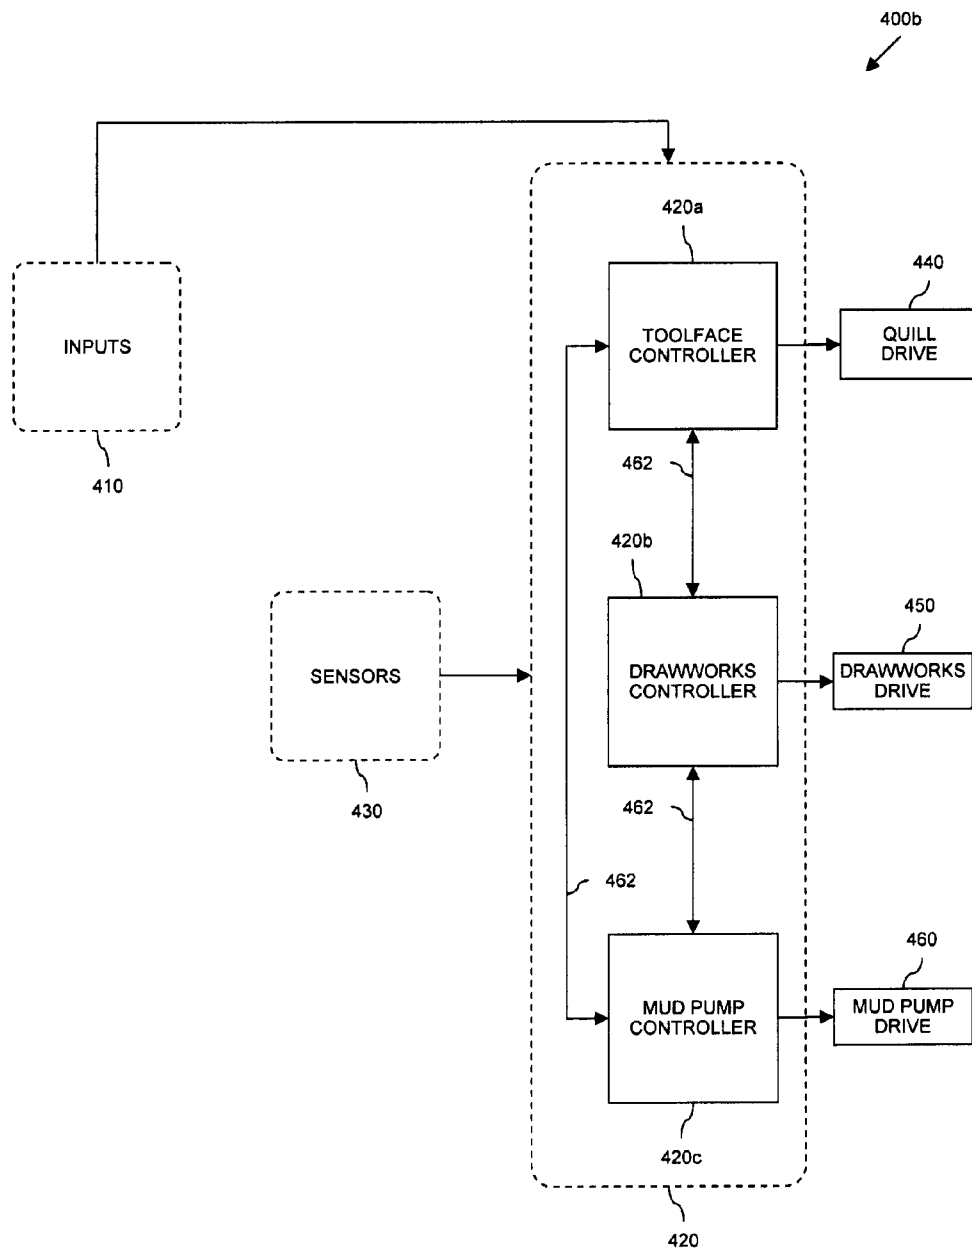 400b
420a
440
TOOLFACE
CONTROLLER
QUILL
DRIVE
INPUTS
410
462
420b
450
SENSORS
DRAWWORKS
CONTROLLER
DRAWWORKS
DRIVE
430
462
462
460
MUD PUMP
CONTROLLER
MUD PUMP
DRIVE
420c
420